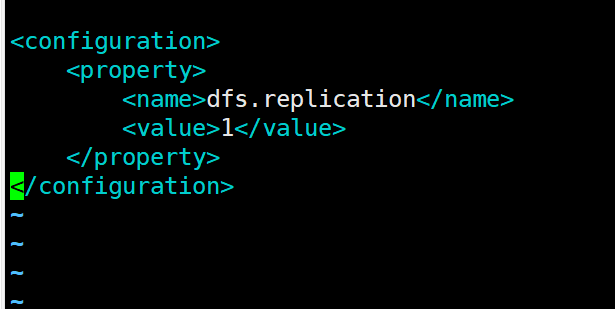 <configuration>
    <property>
        <name>dfs.replication</name>
        <value>1</value>
    </property>
</configuration>
~
~
~
~